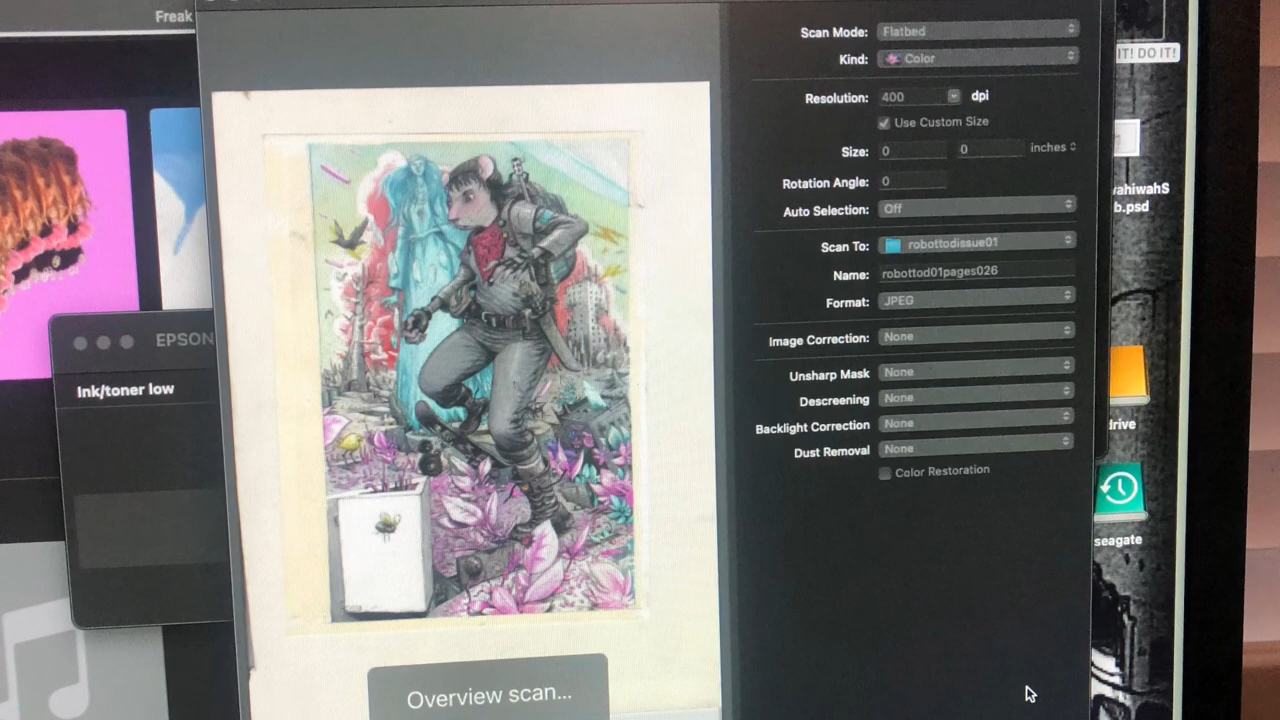 Freak
Scan Mode: Flatbed
Kind: Color
Resolution: 400 dpi
Use Custom Size
Size: 0 0 inches
Rotation Angle: 0
Auto Selection: Off
Scan To: robottodissue01
Name: robottod01pages026
Format: JPEG
Image Correction: None
Unsharp Mask None
Descreening None
Backlight Correction None
Dust Removal None
Color Restoration
EPSON
Ink/toner low
Overview scan...
IT! DO IT!
ahiwahS
b.psd
drive
seagate